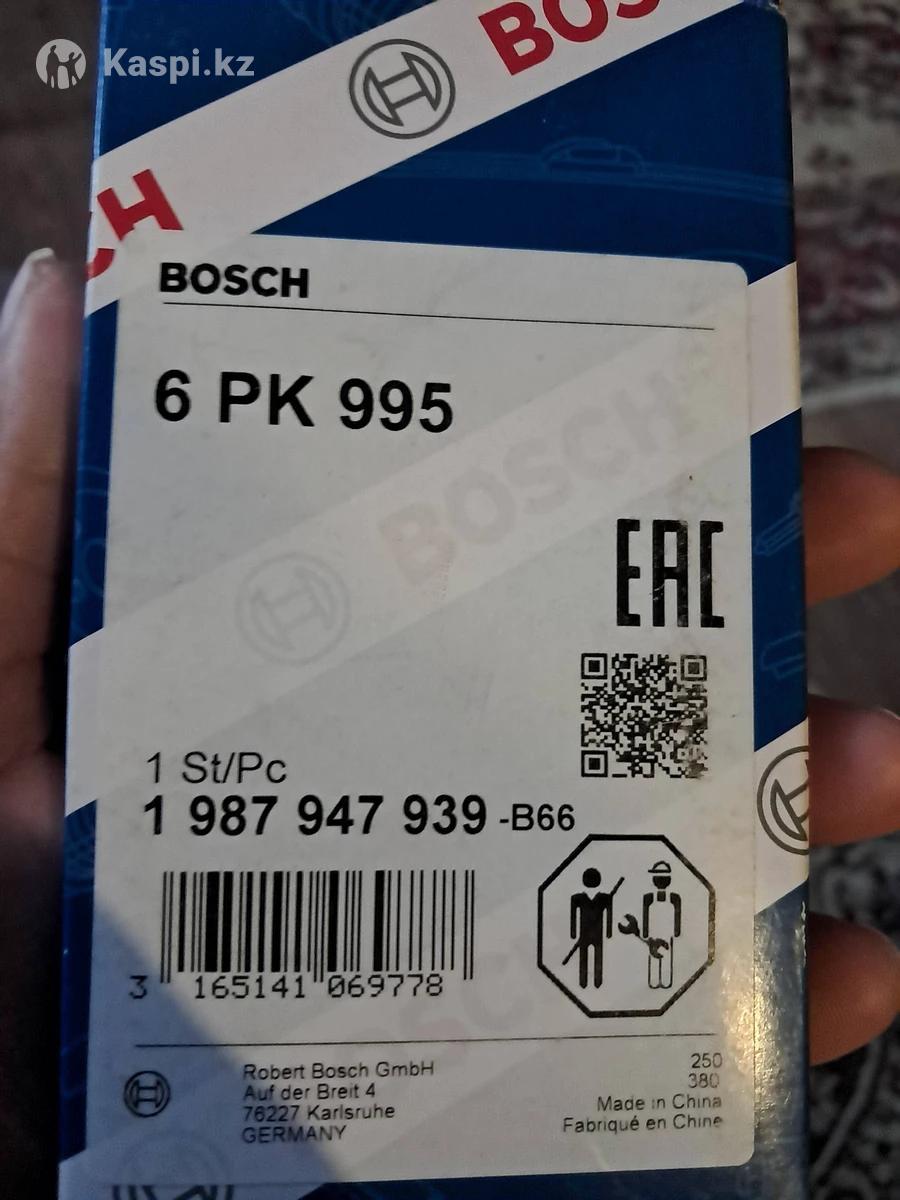 Kaspi.kz
BOSCH
BOSCH
6 PK 995
BOSCH
EAC
1 St/Pc
1 987 947 939 -B66
3 165141 069778
Robert Bosch GmbH
Auf der Breit 4
76227 Karlsruhe
GERMANY
250
380
Made in China
Fabriqué en Chine